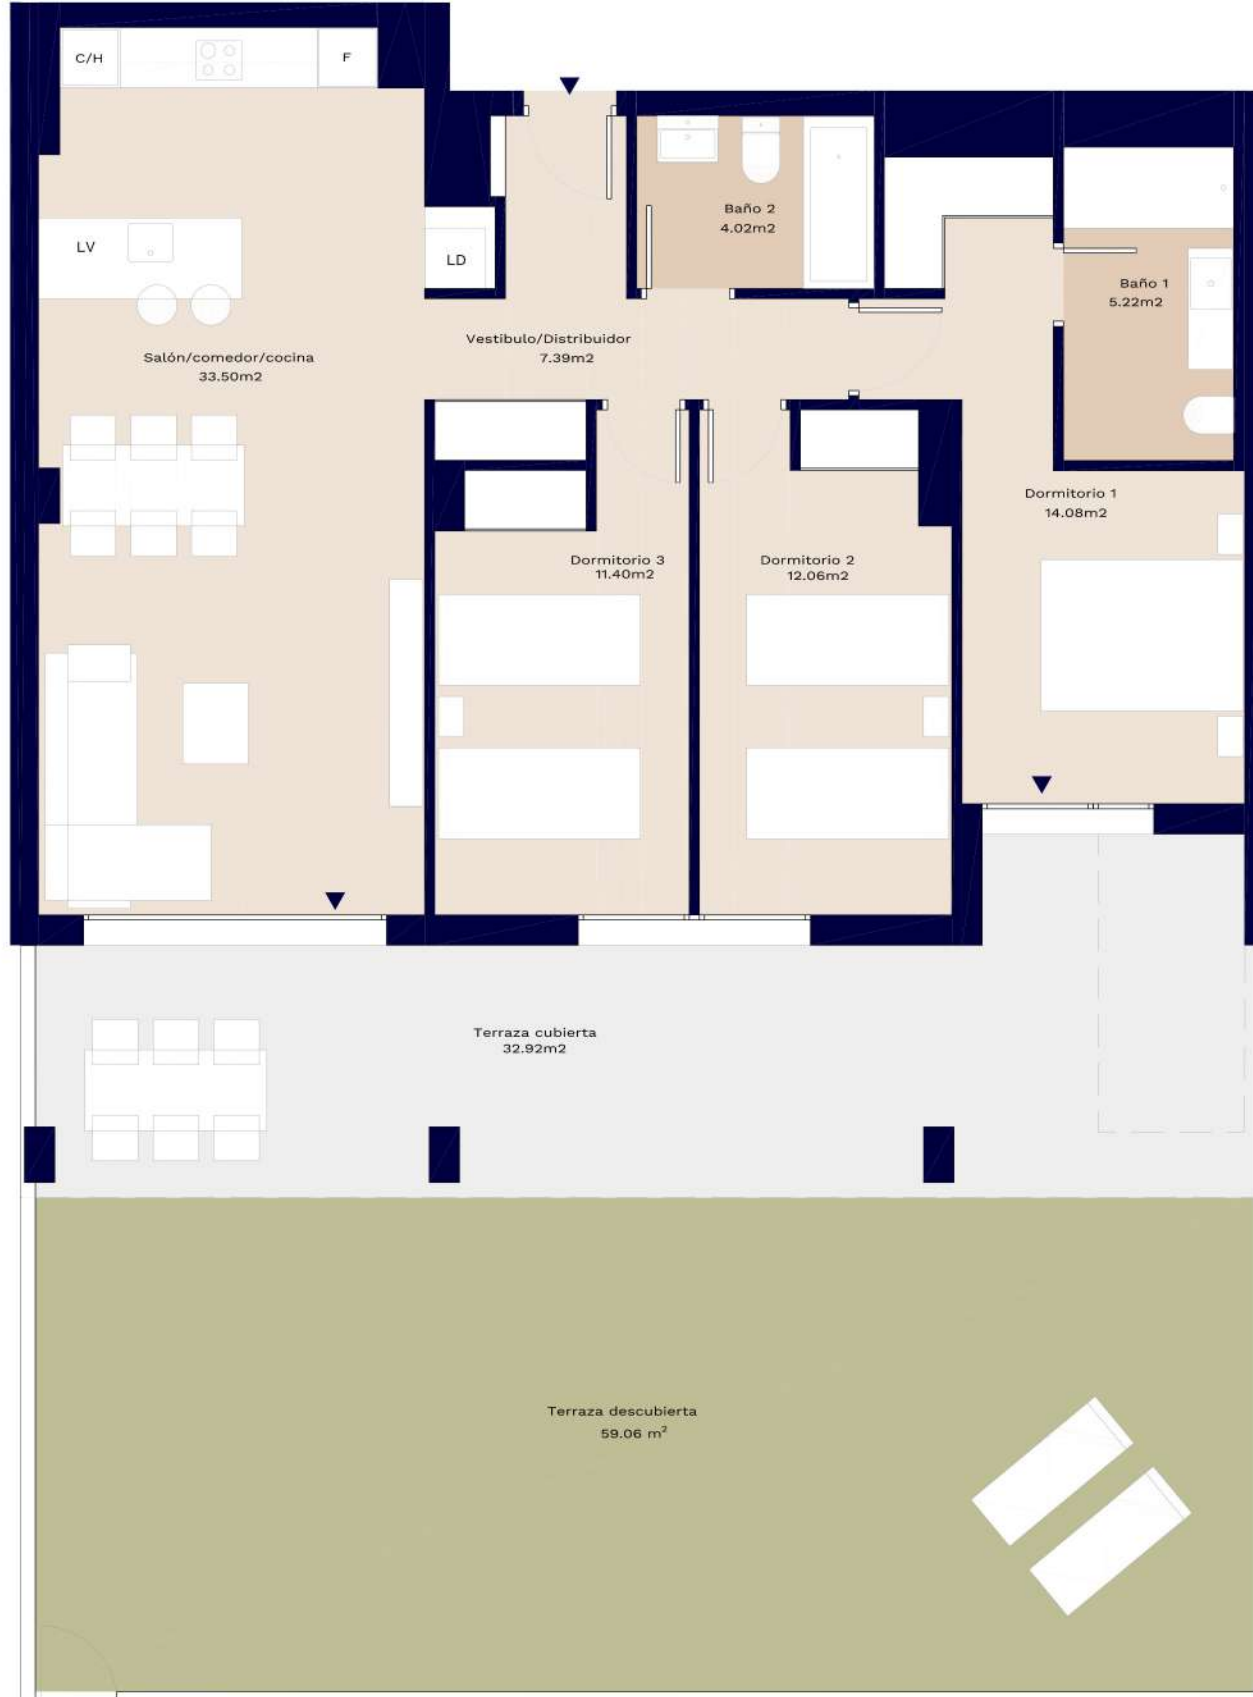 C/H
F
Baño 2
4.02m2
LV
LD
Baño 1
5.22m2
Vestibulo/Distribuidor
7.39m2
Salón/comedor/cocina
33.50m2
Dormitorio 1
14.08m2
Dormitorio 3
11.40m2
Dormitorio 2
12.06m2
Terraza cubierta
32.92m2
Terraza descubierta
59.06 m²